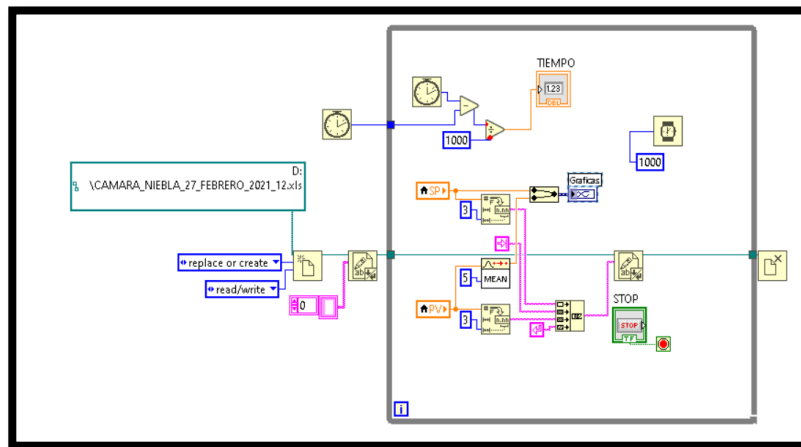 TIEMPO
1.23
DBL
1000
1000
D:
\CAMARA_NIEBLA_27_FEBRERO_2021_12.xls
Graficas
SP
3
replace or create
read/write
0
MEAN
5
PV
3
STOP
STOP
TF
i